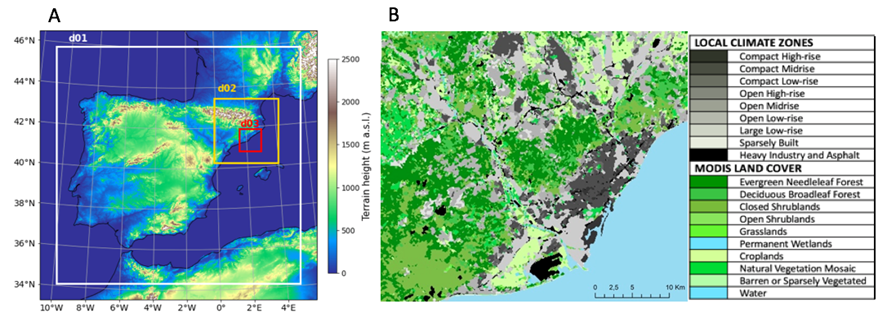 A
46°N
44°N
42°N
40°N
38°N
36°N
34°N
10°W
8°W
6°W
4°W
2°W
0°
2°E
4°E
d01
d02
d03
2500
2000
1500
1000
500
0
Terrain height (m a.s.l.)
B
0 2,5 5 10 Km
LOCAL CLIMATE ZONES
Compact High-rise
Compact Midrise
Compact Low-rise
Open High-rise
Open Midrise
Open Low-rise
Large Low-rise
Sparsely Built
Heavy Industry and Asphalt
MODIS LAND COVER
Evergreen Needleleaf Forest
Deciduous Broadleaf Forest
Closed Shrublands
Open Shrublands
Grasslands
Permanent Wetlands
Croplands
Natural Vegetation Mosaic
Barren or Sparsely Vegetated
Water